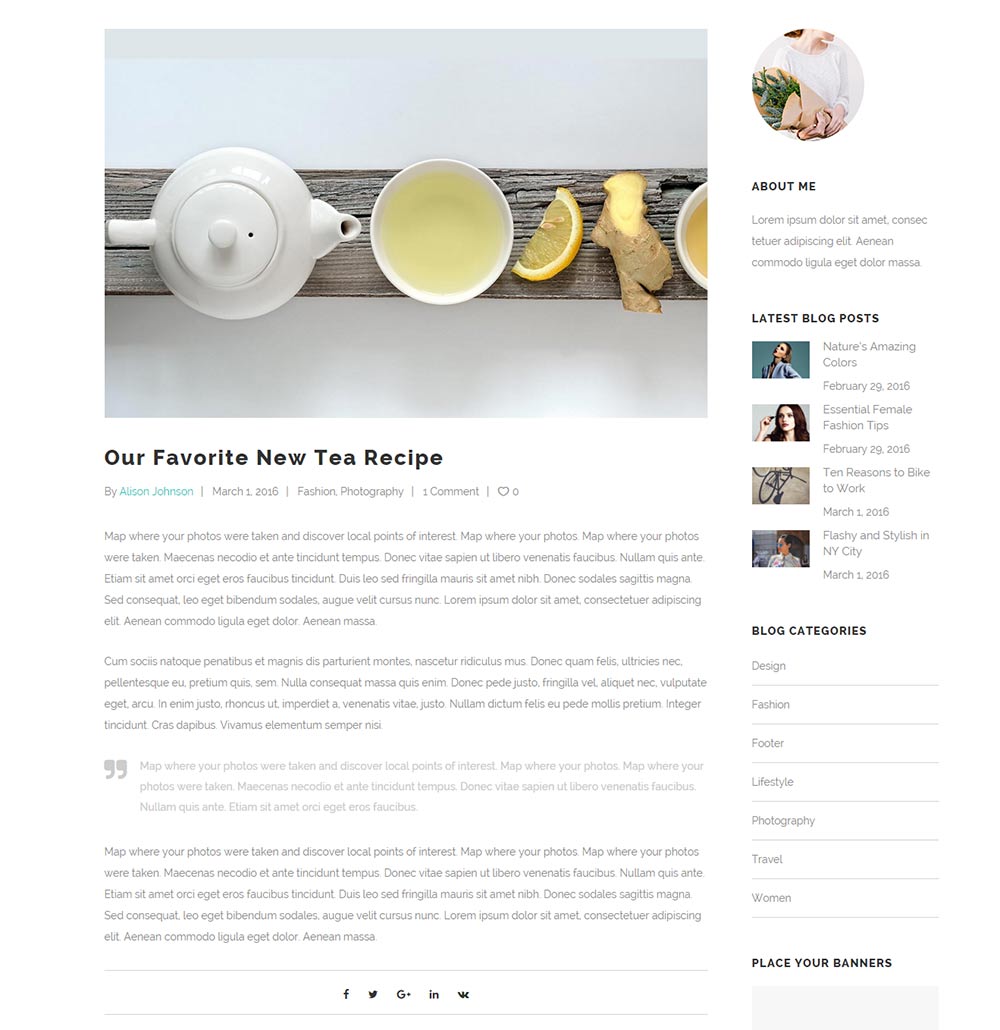 Our Favorite New Tea Recipe
By Alison Johnson | March 1, 2016 | Fashion, Photography | 1 Comment | 0
Map where your photos were taken and discover local points of interest. Map where your photos. Map where your photos
were taken. Maecenas necodio et ante tincidunt tempus. Donec vitae sapien ut libero venenatis faucibus. Nullam quis ante.
Etiam sit amet orci eget eros faucibus tincidunt. Duis leo sed fringilla mauris sit amet nibh. Donec sodales sagittis magna.
Sed consequat, leo eget bibendum sodales, augue velit cursus nunc. Lorem ipsum dolor sit amet, consectetuer adipiscing
elit. Aenean commodo ligula eget dolor. Aenean massa.
Cum sociis natoque penatibus et magnis dis parturient montes, nascetur ridiculus mus. Donec quam felis, ultricies nec,
pellentesque eu, pretium quis, sem. Nulla consequat massa quis enim. Donec pede justo, fringilla vel, aliquet nec, vulputate
eget, arcu. In enim justo, rhoncus ut, imperdiet a, venenatis vitae, justo. Nullam dictum felis eu pede mollis pretium. Integer
tincidunt. Cras dapibus. Vivamus elementum semper nisi.
Map where your photos were taken and discover local points of interest. Map where your photos. Map where your
photos were taken. Maecenas necodio et ante tincidunt tempus. Donec vitae sapien ut libero venenatis faucibus.
Nullam quis ante. Etiam sit amet orci eget eros faucibus.
Map where your photos were taken and discover local points of interest. Map where your photos. Map where your photos
were taken. Maecenas necodio et ante tincidunt tempus. Donec vitae sapien ut libero venenatis faucibus. Nullam quis ante.
Etiam sit amet orci eget eros faucibus tincidunt. Duis leo sed fringilla mauris sit amet nibh. Donec sodales sagittis magna.
Sed consequat, leo eget bibendum sodales, augue velit cursus nunc. Lorem ipsum dolor sit amet, consectetuer adipiscing
elit. Aenean commodo ligula eget dolor. Aenean massa.
ABOUT ME
Lorem ipsum dolor sit amet, consec
tetuer adipiscing elit. Aenean
commodo ligula eget dolor massa.
LATEST BLOG POSTS
Nature's Amazing
Colors
February 29, 2016
Essential Female
Fashion Tips
February 29, 2016
Ten Reasons to Bike
to Work
March 1, 2016
Flashy and Stylish in
NY City
March 1, 2016
BLOG CATEGORIES
Design
Fashion
Footer
Lifestyle
Photography
Travel
Women
PLACE YOUR BANNERS